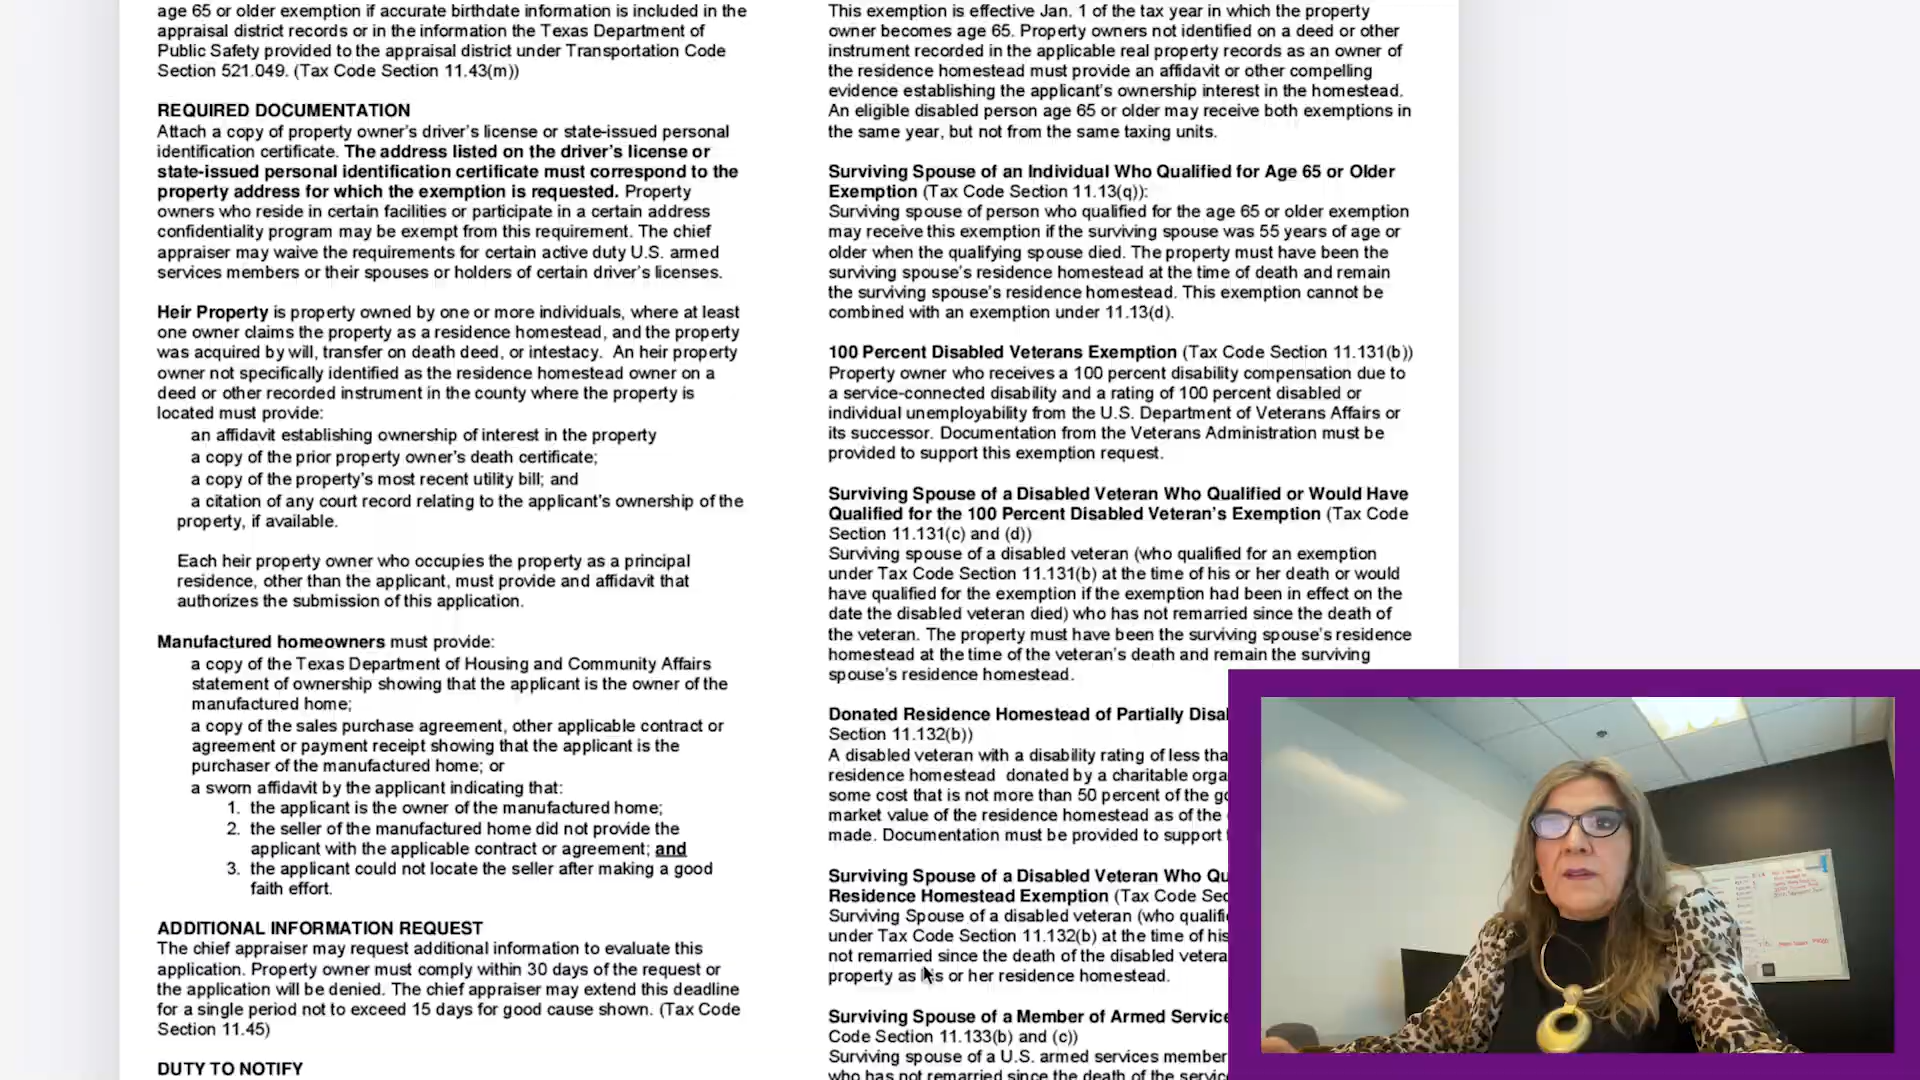 age 65 or older exemption if accurate birthdate information is included in the
appraisal district records or in the information the Texas Department of
Public Safety provided to the appraisal district under Transportation Code
Section 521.049. (Tax Code Section 11.43(m))
REQUIRED DOCUMENTATION
Attach a copy of property owner's driver's license or state-issued personal
identification certificate. The address listed on the driver's license or
state-issued personal identification certificate must correspond to the
property address for which the exemption is requested. Property
owners who reside in certain facilities or participate in a certain address
confidentiality program may be exempt from this requirement. The chief
appraiser may waive the requirements for certain active duty U.S. armed
services members or their spouses or holders of certain driver's licenses.
Heir Property is property owned by one or more individuals, where at least
one owner claims the property as a residence homestead, and the property
was acquired by will, transfer on death deed, or intestacy. An heir property
owner not specifically identified as the residence homestead owner on a
deed or other recorded instrument in the county where the property is
located must provide:
an affidavit establishing ownership of interest in the property
a copy of the prior property owner's death certificate;
a copy of the property's most recent utility bill; and
a citation of any court record relating to the applicant's ownership of the
property, if available.
Each heir property owner who occupies the property as a principal
residence, other than the applicant, must provide and affidavit that
authorizes the submission of this application.
Manufactured homeowners must provide:
a copy of the Texas Department of Housing and Community Affairs
statement of ownership showing that the applicant is the owner of the
manufactured home;
a copy of the sales purchase agreement, other applicable contract or
agreement or payment receipt showing that the applicant is the
purchaser of the manufactured home; or
a sworn affidavit by the applicant indicating that:
1. the applicant is the owner of the manufactured home;
2. the seller of the manufactured home did not provide the
applicant with the applicable contract or agreement; and
3. the applicant could not locate the seller after making a good
faith effort.
ADDITIONAL INFORMATION REQUEST
The chief appraiser may request additional information to evaluate this
application. Property owner must comply within 30 days of the request or
the application will be denied. The chief appraiser may extend this deadline
for a single period not to exceed 15 days for good cause shown. (Tax Code
Section 11.45)
DUTY TO NOTIFY
This exemption is effective Jan. 1 of the tax year in which the property
owner becomes age 65. Property owners not identified on a deed or other
instrument recorded in the applicable real property records as an owner of
the residence homestead must provide an affidavit or other compelling
evidence establishing the applicant's ownership interest in the homestead.
An eligible disabled person age 65 or older may receive both exemptions in
the same year, but not from the same taxing units.
Surviving Spouse of an Individual Who Qualified for Age 65 or Older
Exemption (Tax Code Section 11.13(q)):
Surviving spouse of person who qualified for the age 65 or older exemption
may receive this exemption if the surviving spouse was 55 years of age or
older when the qualifying spouse died. The property must have been the
surviving spouse's residence homestead at the time of death and remain
the surviving spouse's residence homestead. This exemption cannot be
combined with an exemption under 11.13(d).
100 Percent Disabled Veterans Exemption (Tax Code Section 11.131(b))
Property owner who receives a 100 percent disability compensation due to
a service-connected disability and a rating of 100 percent disabled or
individual unemployability from the U.S. Department of Veterans Affairs or
its successor. Documentation from the Veterans Administration must be
provided to support this exemption request.
Surviving Spouse of a Disabled Veteran Who Qualified or Would Have
Qualified for the 100 Percent Disabled Veteran's Exemption (Tax Code
Section 11.131(c) and (d))
Surviving spouse of a disabled veteran (who qualified for an exemption
under Tax Code Section 11.131(b) at the time of his or her death or would
have qualified for the exemption if the exemption had been in effect on the
date the disabled veteran died) who has not remarried since the death of
the veteran. The property must have been the surviving spouse's residence
homestead at the time of the veteran's death and remain the surviving
spouse's residence homestead.
Donated Residence Homestead of Partially Disa
Section 11.132(b))
A disabled veteran with a disability rating of less tha
residence homestead donated by a charitable orga
some cost that is not more than 50 percent of the go
market value of the residence homestead as of the
made. Documentation must be provided to support
Surviving Spouse of a Disabled Veteran Who Qu
Residence Homestead Exemption (Tax Code Sec
Surviving Spouse of a disabled veteran (who qualifi
under Tax Code Section 11.132(b) at the time of his
not remarried since the death of the disabled vetera
property as his or her residence homestead.
Surviving Spouse of a Member of Armed Service
Code Section 11.133(b) and (c))
Surviving spouse of a U.S. armed services member
who has not remarried since the death of the service